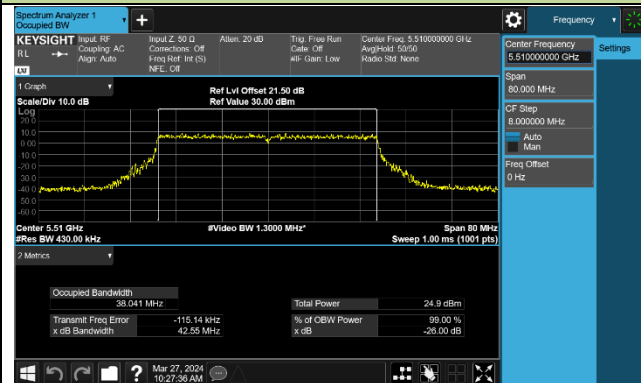 Spectrum Analyzer 1
Occupied BW
Frequency
KEYSIGHT
RL
LXI
Input: RF
Coupling: AC
Align: Auto
Input Z: 50 Ω
Corrections: Off
Freq Ref: Int (S)
NFE: Off
Atten: 20 dB
Trig: Free Run
Gate: Off
#IF Gain: Low
Center Freq: 5.510000000 GHz
Avg|Hold: 50/50
Radio Std: None
Center Frequency
5.510000000 GHz
Settings
Span
80.000 MHz
CF Step
8.000000 MHz
Auto
Man
Freq Offset
0 Hz
1 Graph
Scale/Div 10.0 dB
Ref Lvl Offset 21.50 dB
Ref Value 30.00 dBm
Log
20.0
10.0
0.00
-10.0
-20.0
-30.0
-40.0
-50.0
-60.0
Center 5.51 GHz
#Res BW 430.00 kHz
#Video BW 1.3000 MHz*
Span 80 MHz
Sweep 1.00 ms (1001 pts)
2 Metrics
Occupied Bandwidth
38.041 MHz
Total Power 24.9 dBm
Transmit Freq Error -115.14 kHz
% of OBW Power 99.00 %
x dB Bandwidth 42.55 MHz
x dB -26.00 dB
Mar 27, 2024
10:27:36 AM